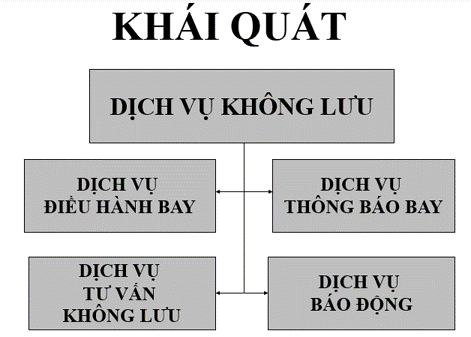 KHÁI QUÁT
DỊCH VỤ KHÔNG LƯU
DỊCH VỤ
ĐIỀU HÀNH BAY
DỊCH VỤ
THÔNG BÁO BAY
DỊCH VỤ
TƯ VẤN
KHÔNG LƯU
DỊCH VỤ
BÁO ĐỘNG